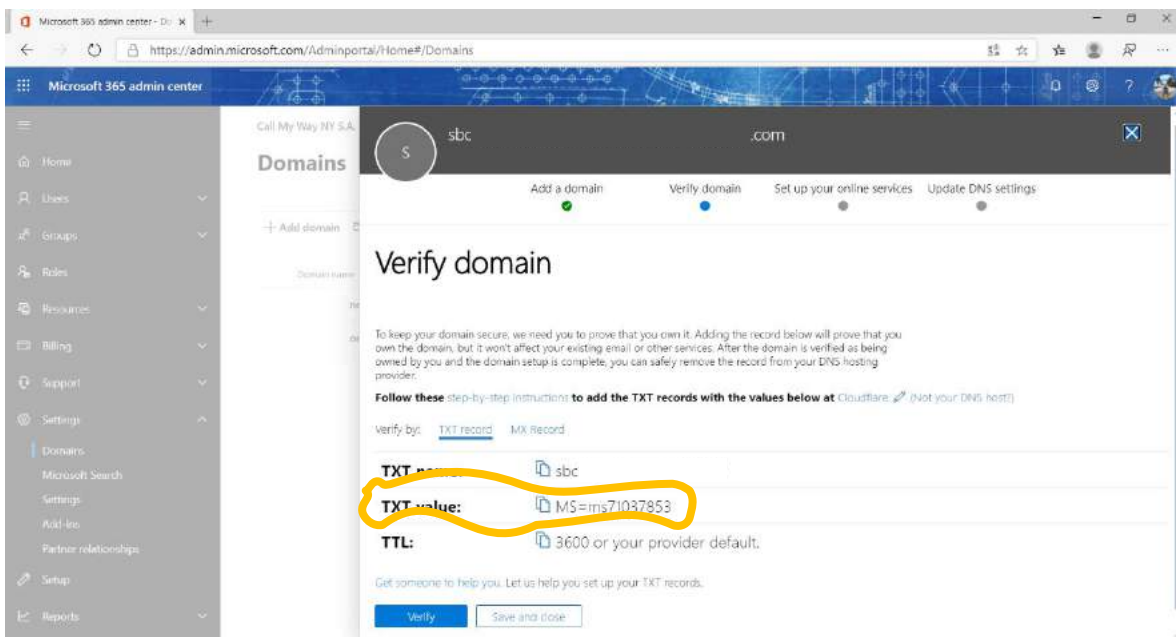 Microsoft 365 admin center - Do
https://admin.microsoft.com/Adminportal/Home#/Domains
Microsoft 365 admin center
?
Call My Way NY S.A.
Domains
+ Add domain
Domain name
Home
Users
Groups
Roles
Resources
Billing
Support
Settings
Domains
Microsoft Search
Settings
Add-ins
Partner relationships
Setup
Reports
S
sbc .com
Add a domain Verify domain Set up your online services Update DNS settings
Verify domain
To keep your domain secure, we need you to prove that you own it. Adding the record below will prove that you
own the domain, but it won't affect your existing email or other services. After the domain is verified as being
owned by you and the domain setup is complete, you can safely remove the record from your DNS hosting
provider.
Follow these step-by-step instructions to add the TXT records with the values below at Cloudflare. (Not your DNS host?)
Verify by: TXT record MX Record
TXT name: sbc
TXT value: MS=ms71037853
TTL: 3600 or your provider default.
Get someone to help you. Let us help you set up your TXT records.
Verify Save and close